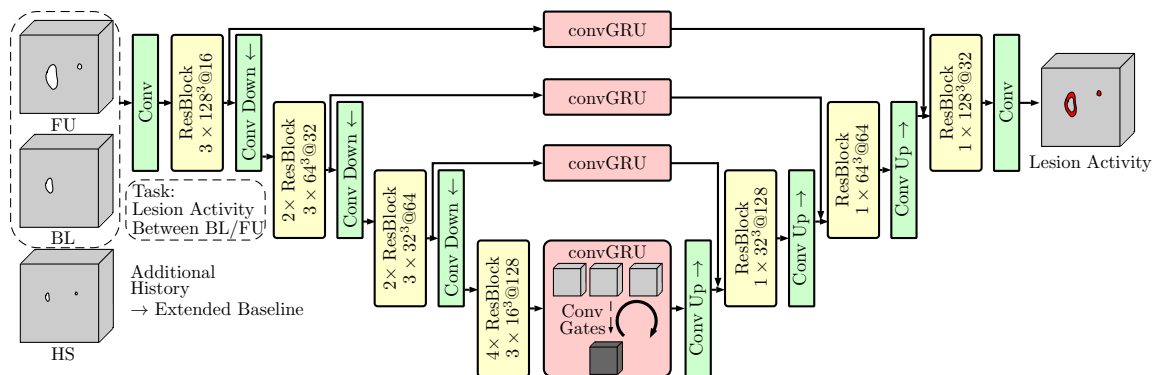 FU
BL
HS
Task:
Lesion Activity
Between BL/FU
Additional
History
→ Extended Baseline
Conv
ResBlock
3 × 128³@16
Conv Down ←
2× ResBlock
3 × 64³@32
Conv Down ←
2× ResBlock
3 × 32³@64
Conv Down ←
4× ResBlock
3 × 16³@128
convGRU
convGRU
convGRU
convGRU
Conv
Gates
Conv Up →
ResBlock
1 × 32³@128
Conv Up →
ResBlock
1 × 64³@64
Conv Up →
ResBlock
1 × 128³@32
Conv
Lesion Activity